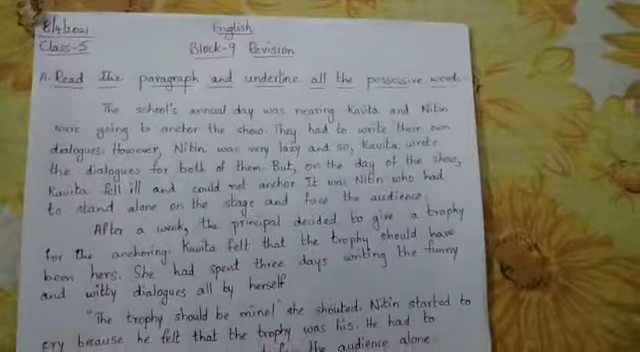 8/4/2021 English
Class-5 Block-9 Revision
A. Read the paragraph and underline all the possessive words.
The school's annual day was nearing Kavita and Nitin
were going to anchor the show. They had to write their own
dialogues. However, Nitin was very lazy and so, Kavita wrote
the dialogues for both of them. But, on the day of the show,
Kavita fell ill and could not anchor. It was Nitin who had
to stand alone on the stage and face the audience.
After a week, the principal decided to give a trophy
for the anchoring. Kavita felt that the trophy should have
been hers. She had spent three days writing the funny
and witty dialogues all by herself
"The trophy should be mine!" she shouted. Nitin started to
cry because he felt that the trophy was his. He had to
the audience alone.